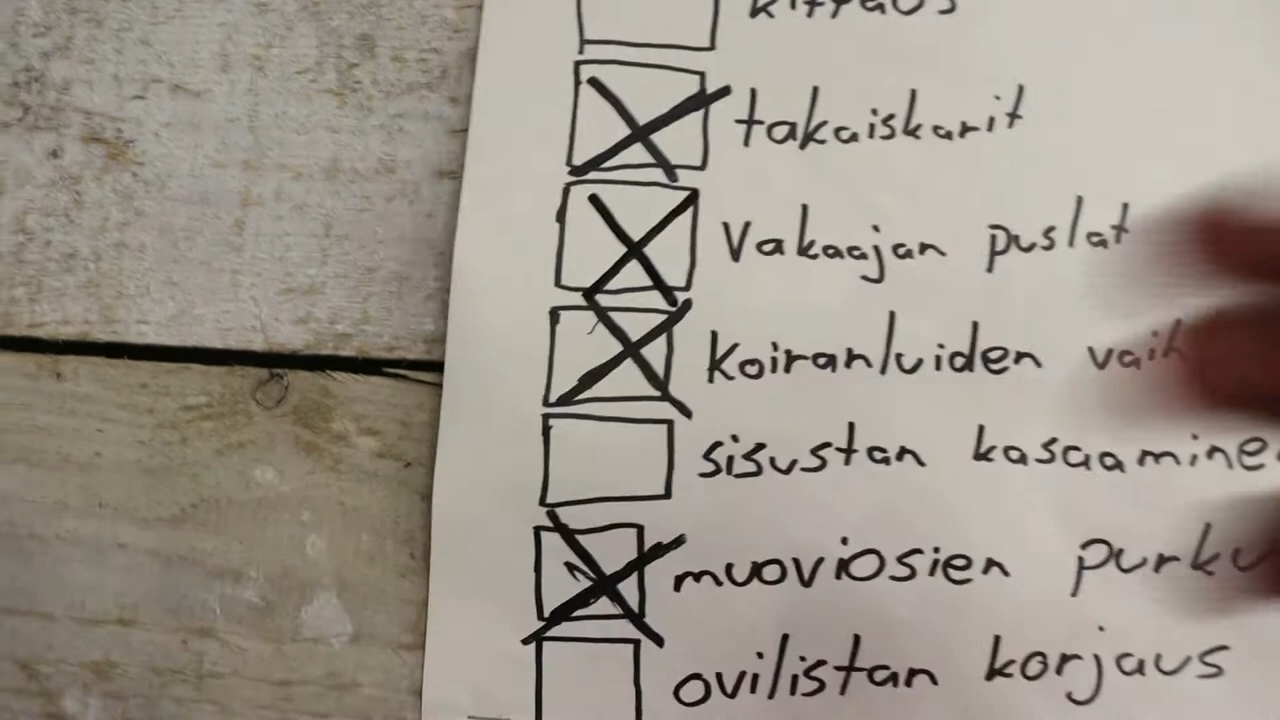 takaiskarit
Vakaajan puslat
Koiranluiden
sisustan
muoviosien
ovilistan korjaus